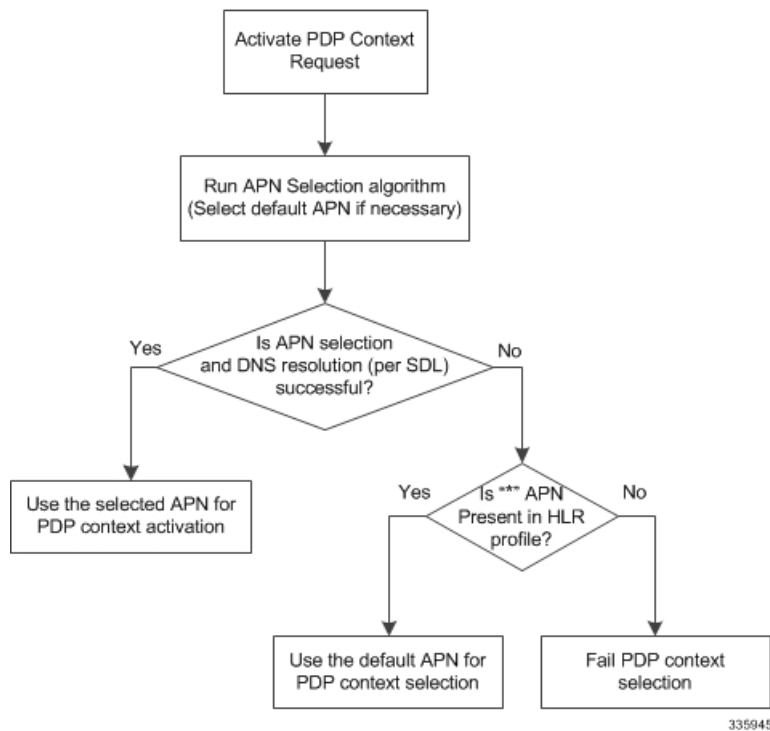 Activate PDP Context
Request
Run APN Selection algorithm
(Select default APN if necessary)
Is APN selection
and DNS resolution (per SDL)
successful?
Yes
No
Use the selected APN for
PDP context activation
Is "*" APN
Present in HLR
profile?
Yes
No
Use the default APN for
PDP context selection
Fail PDP context
selection
335945